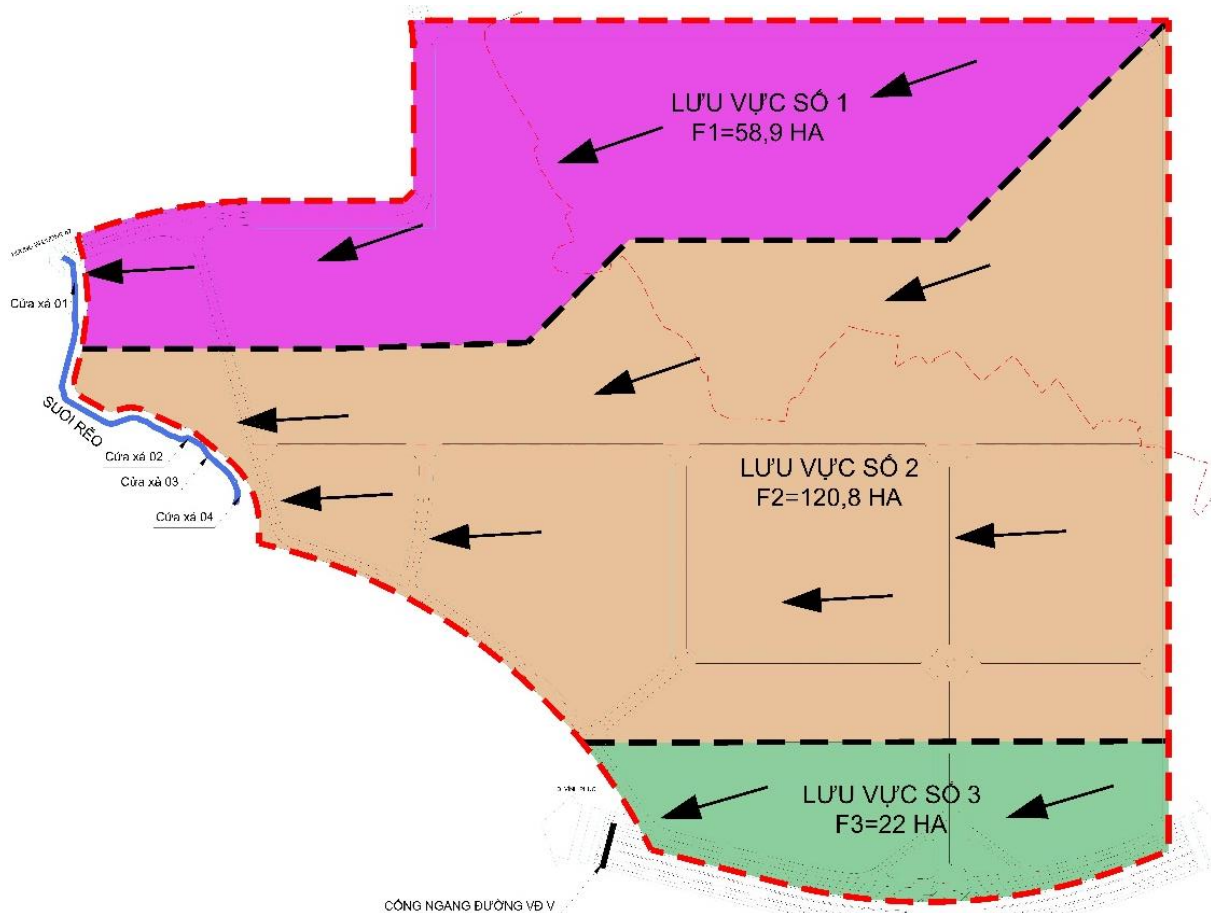 LƯU VỰC SỐ 1
F1=58,9 HA
Cửa xả 01
SUỐI RẼO
Cửa xả 02
Cửa xả 03
Cửa xả 04
LƯU VỰC SỐ 2
F2=120,8 HA
LƯU VỰC SỐ 3
F3=22 HA
CỐNG NGANG ĐƯỜNG VĐ V